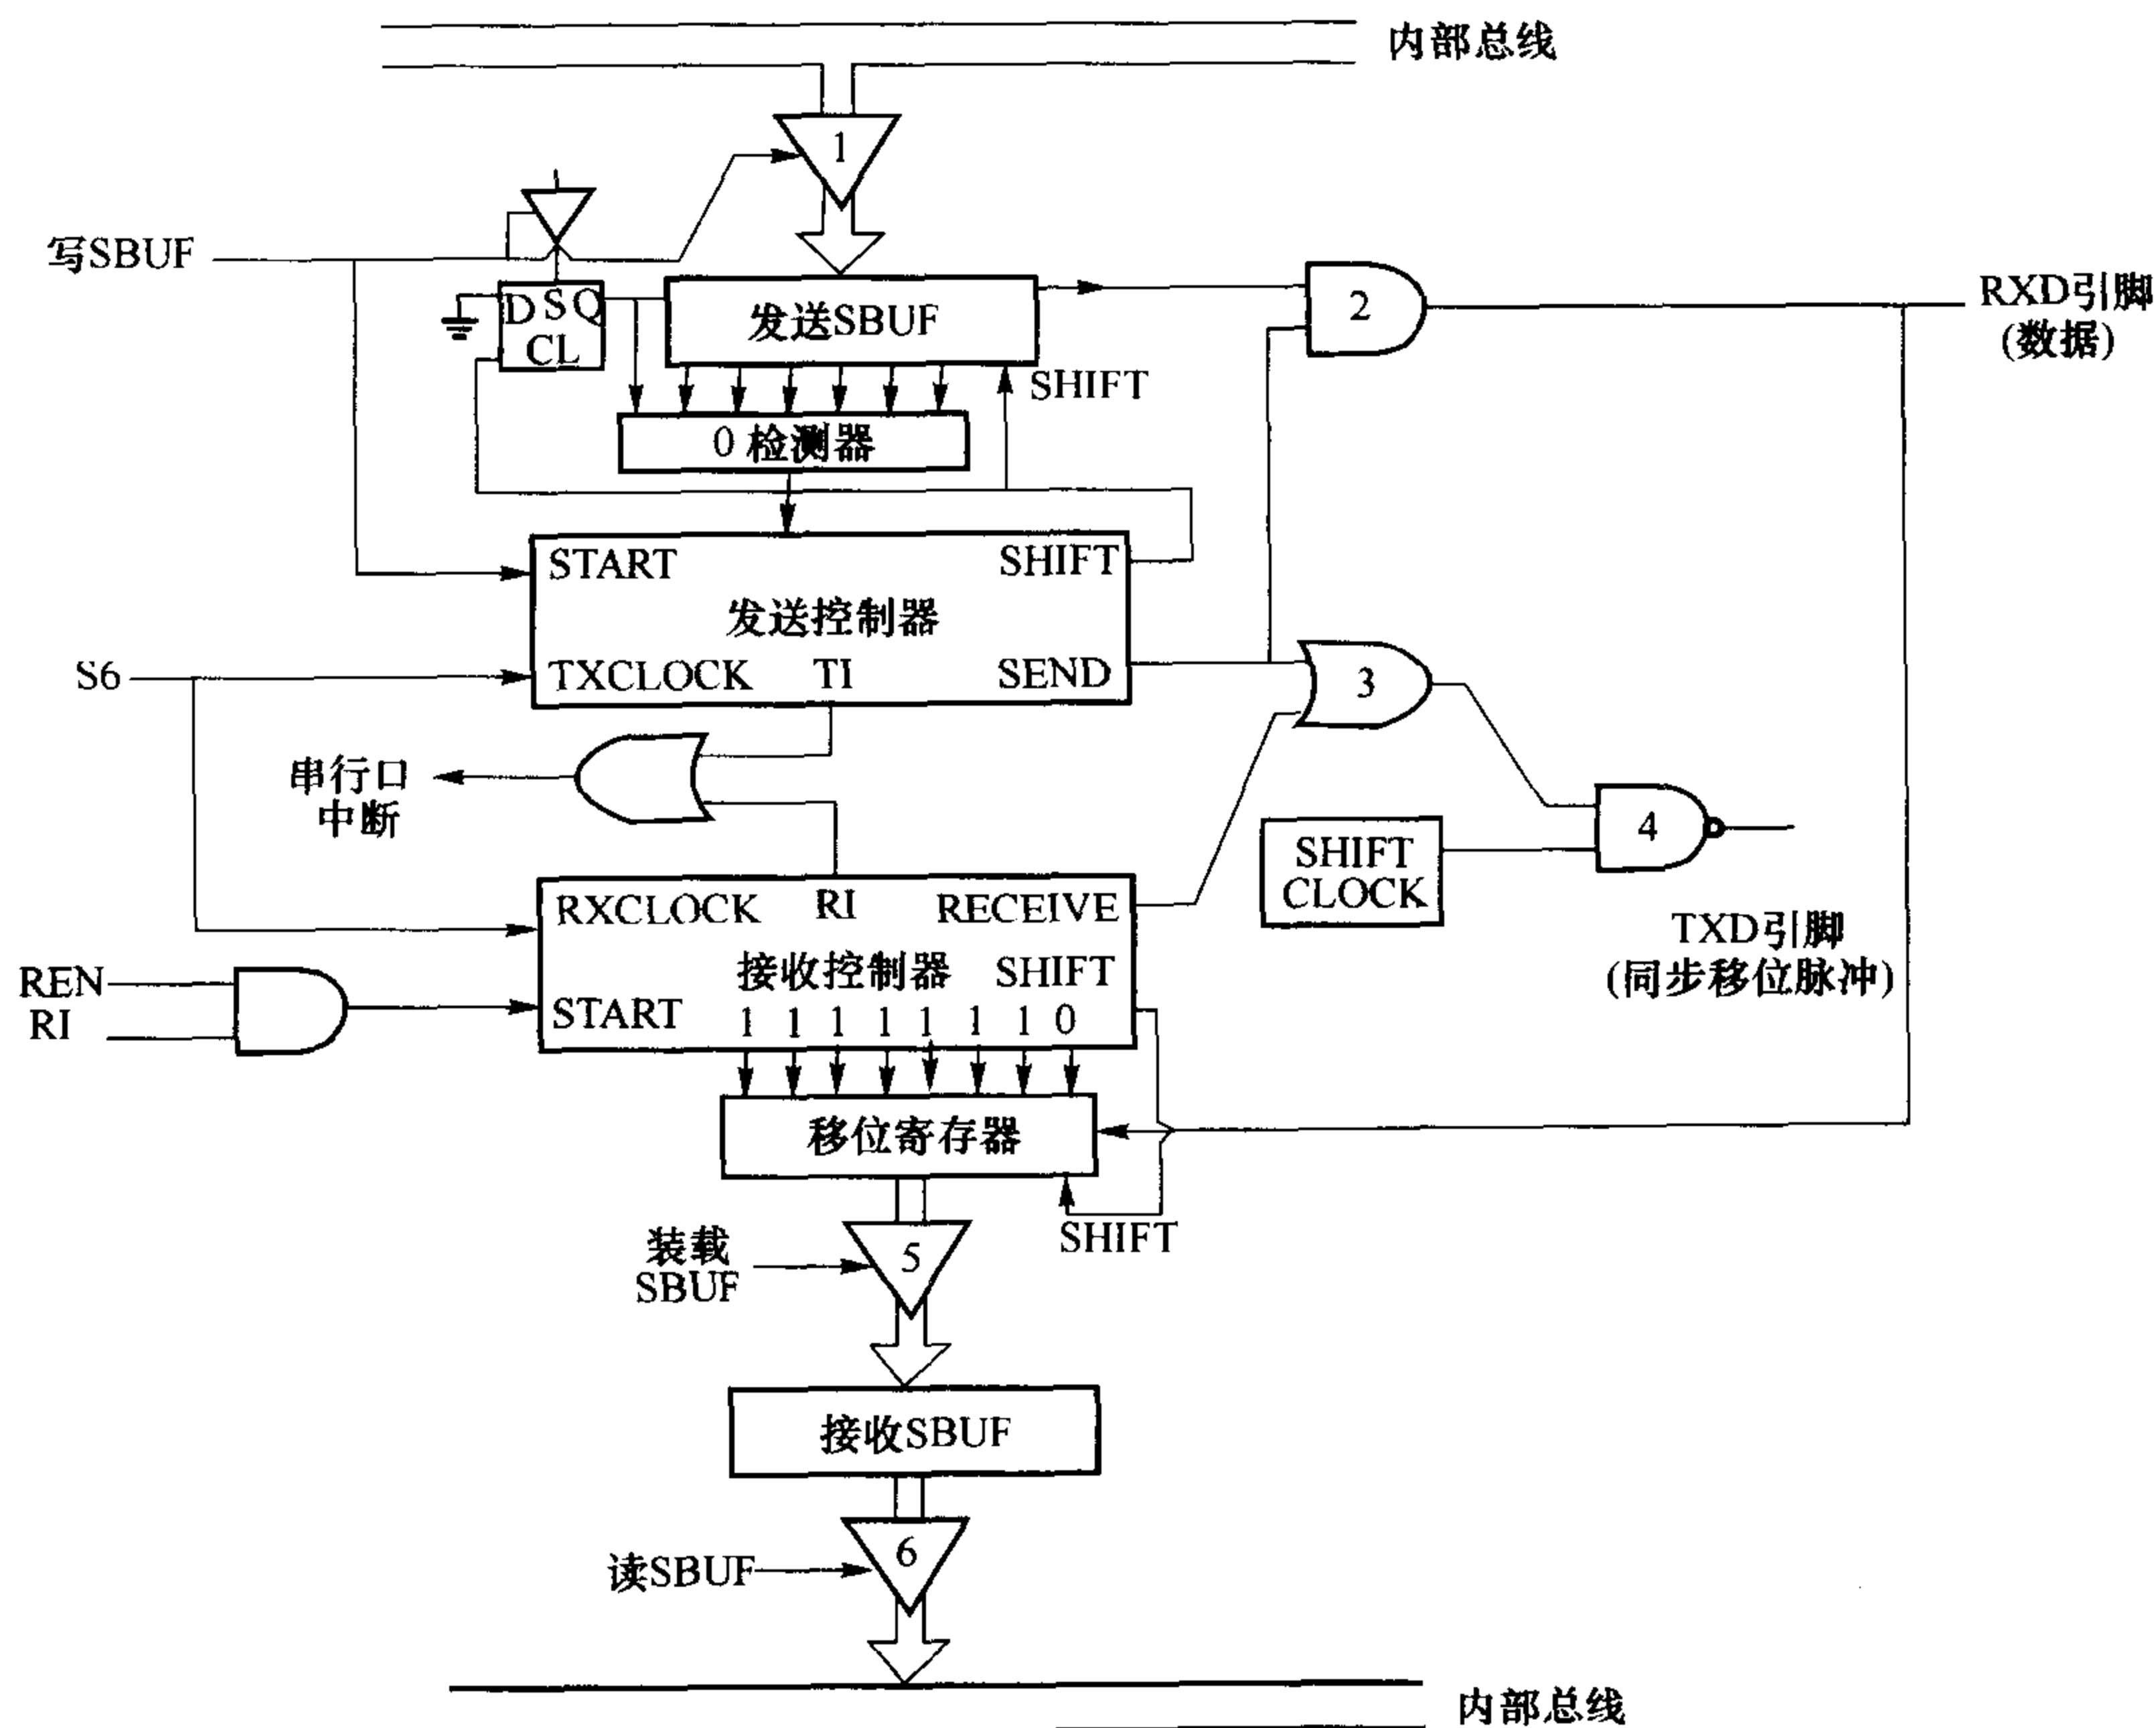 内部总线
1
写SBUF
D S Q
CL
发送SBUF
2
RXD引脚
(数据)
SHIFT
0 检测器
START
SHIFT
发送控制器
S6
TXCLOCK
TI
SEND
3
串行口
中断
4
SHIFT
CLOCK
RXCLOCK
RI
RECEIVE
TXD引脚
(同步移位脉冲)
接收控制器
SHIFT
REN
RI
START
1 1 1 1 1 1 1 0
移位寄存器
SHIFT
装载
SBUF
5
接收SBUF
读SBUF
6
内部总线